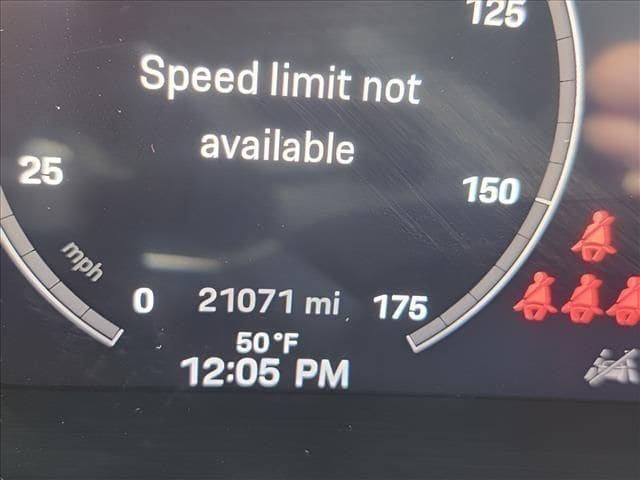 125
Speed limit not
available
25
150
mph
0 21071 mi 175
50°F
12:05 PM